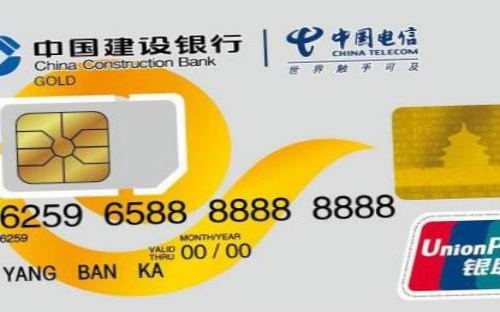 中国建设银行
China Construction Bank
GOLD
中国电信
CHINA TELECOM
世界触手可及
6259 6588 8888 8888
6259
MONTH/YEAR
VALID
THRU
00/00
YANG BAN KA
UnionP
银联